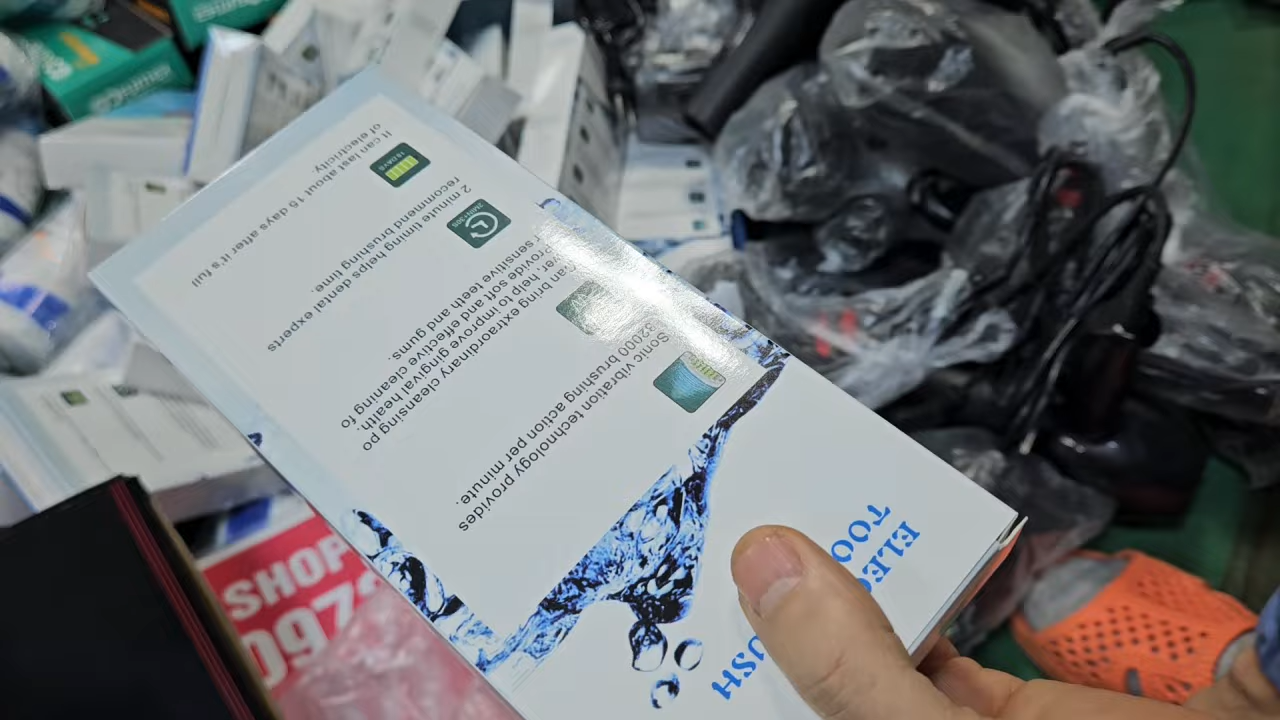 ELEC
TOO
USH
Sonic vibration technology provides
32000 brushing action per minute.
can bring extraordinary cleansing po
help to improve gingival health.
provide soft and effective cleaning to
sensitive teeth and gums.
2 minute timing helps dental experts
recommend brushing time.
It can last about 15 days after it's full
of electricity.
SHOP
097